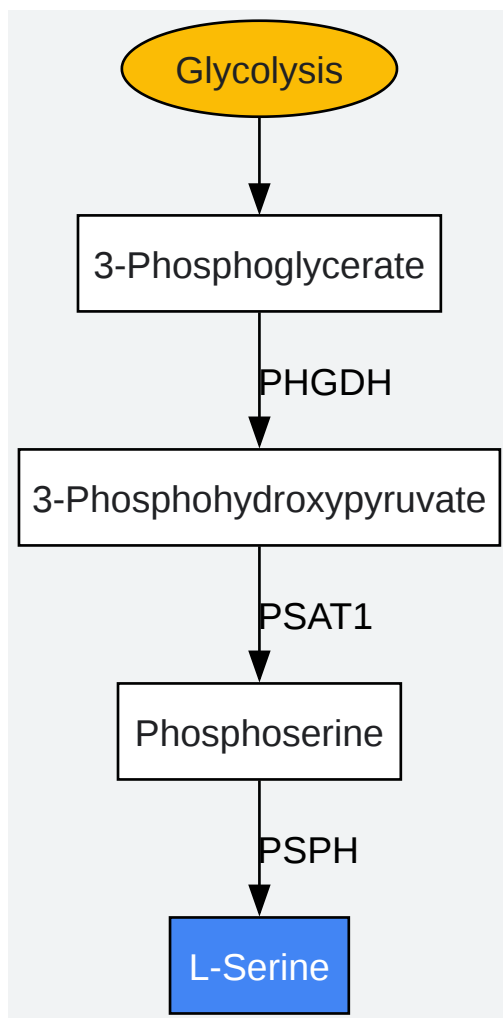 Glycolysis
3-Phosphoglycerate
PHGDH
3-Phosphohydroxypyruvate
PSAT1
Phosphoserine
PSPH
L-Serine